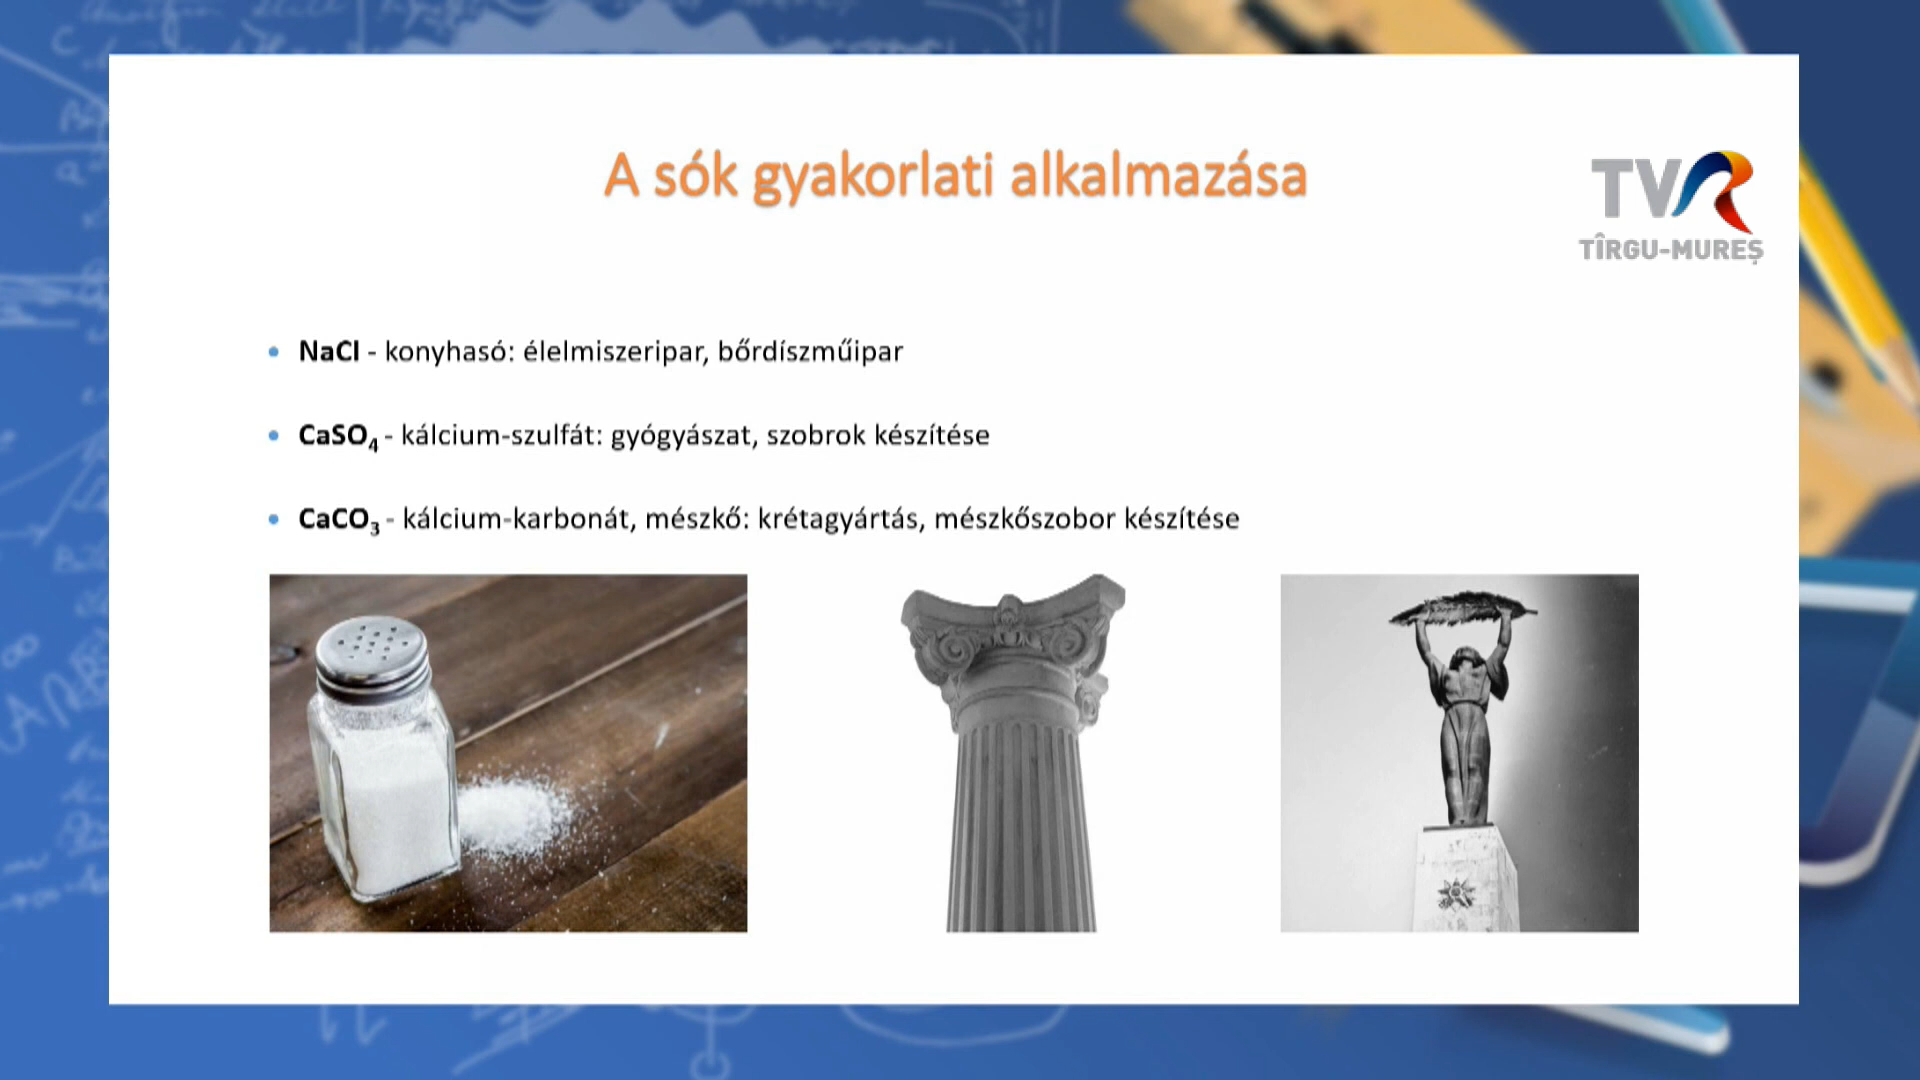 A sók gyakorlati alkalmazása
TVR
TÎRGU-MUREȘ
NaCl - konyhasó: élelmiszeripar, bőrdíszműipar
CaSO₄ - kálcium-szulfát: gyógyászat, szobrok készítése
CaCO₃ - kálcium-karbonát, mészkő: krétagyártás, mészkőszobor készítése